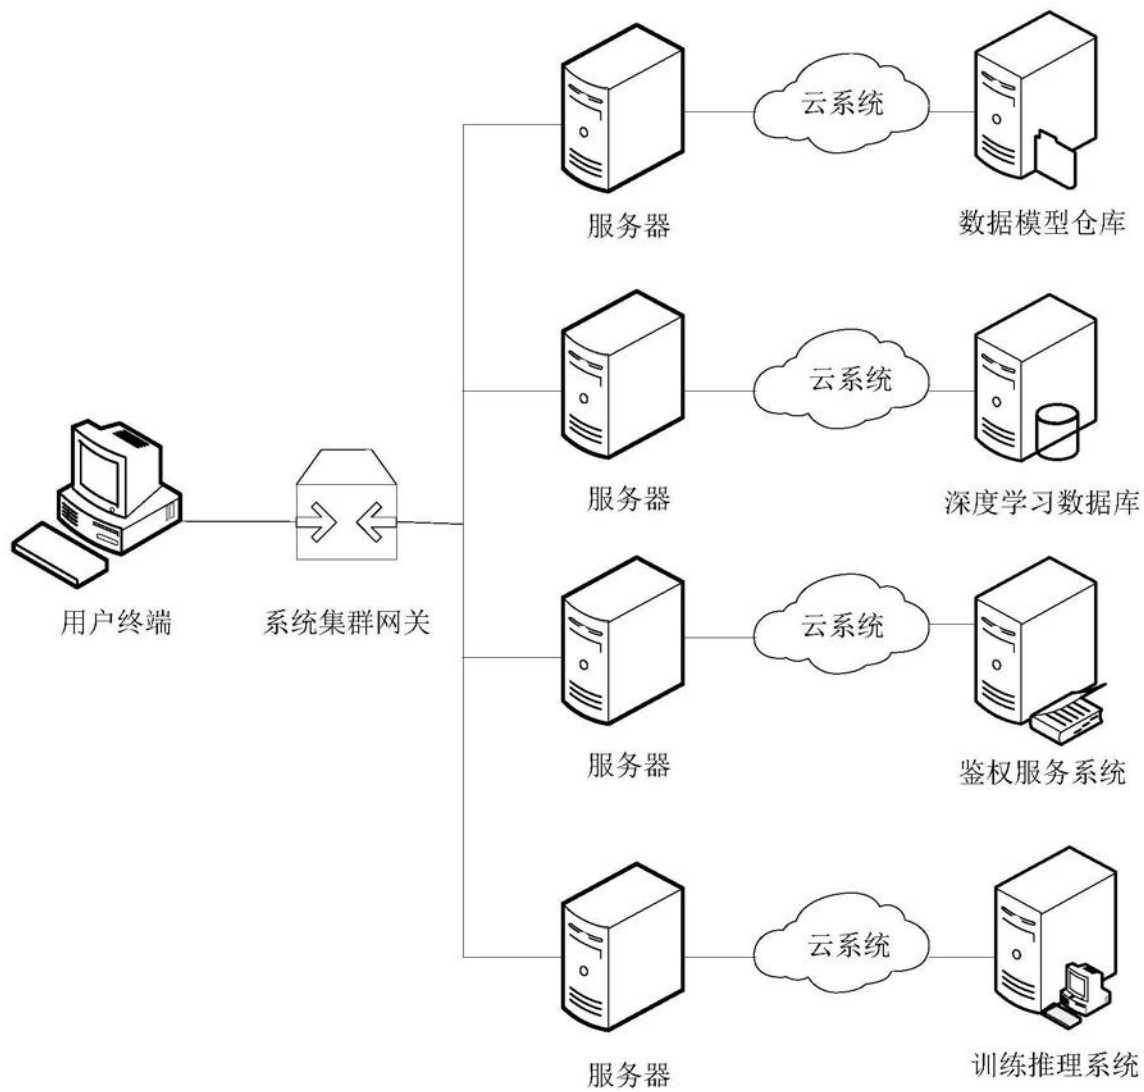 云系统
服务器
数据模型仓库
云系统
服务器
深度学习数据库
用户终端
系统集群网关
云系统
服务器
鉴权服务系统
云系统
服务器
训练推理系统